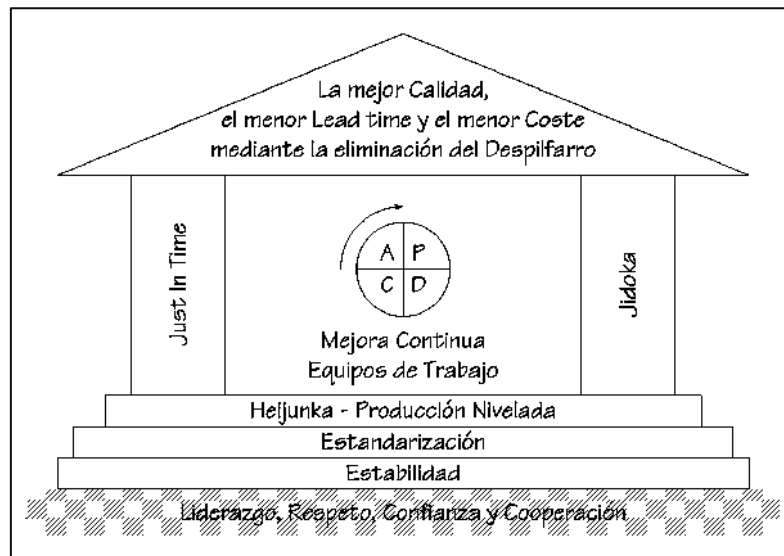 La mejor Calidad,
el menor Lead time y el menor Coste
mediante la eliminación del Despilfarro
Just In Time
A P
C D
Jidoka
Mejora Continua
Equipos de Trabajo
Heijunka - Producción Nivelada
Estandarización
Estabilidad
Liderazgo, Respeto, Confianza y Cooperación